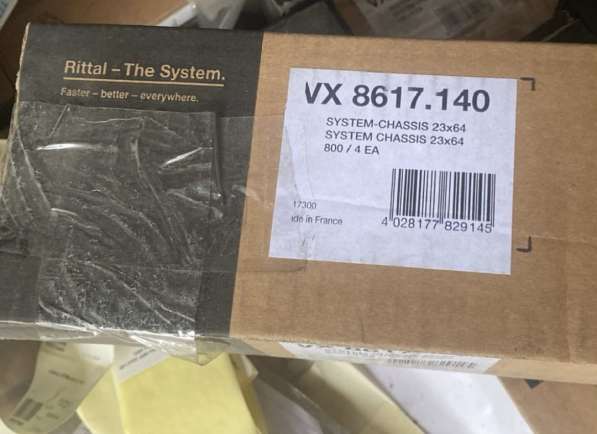 Rittal – The System.
Faster – better – everywhere.
VX 8617.140
SYSTEM-CHASSIS 23x64
SYSTEM CHASSIS 23x64
800 / 4 EA
17300
in France
4 028177 829145